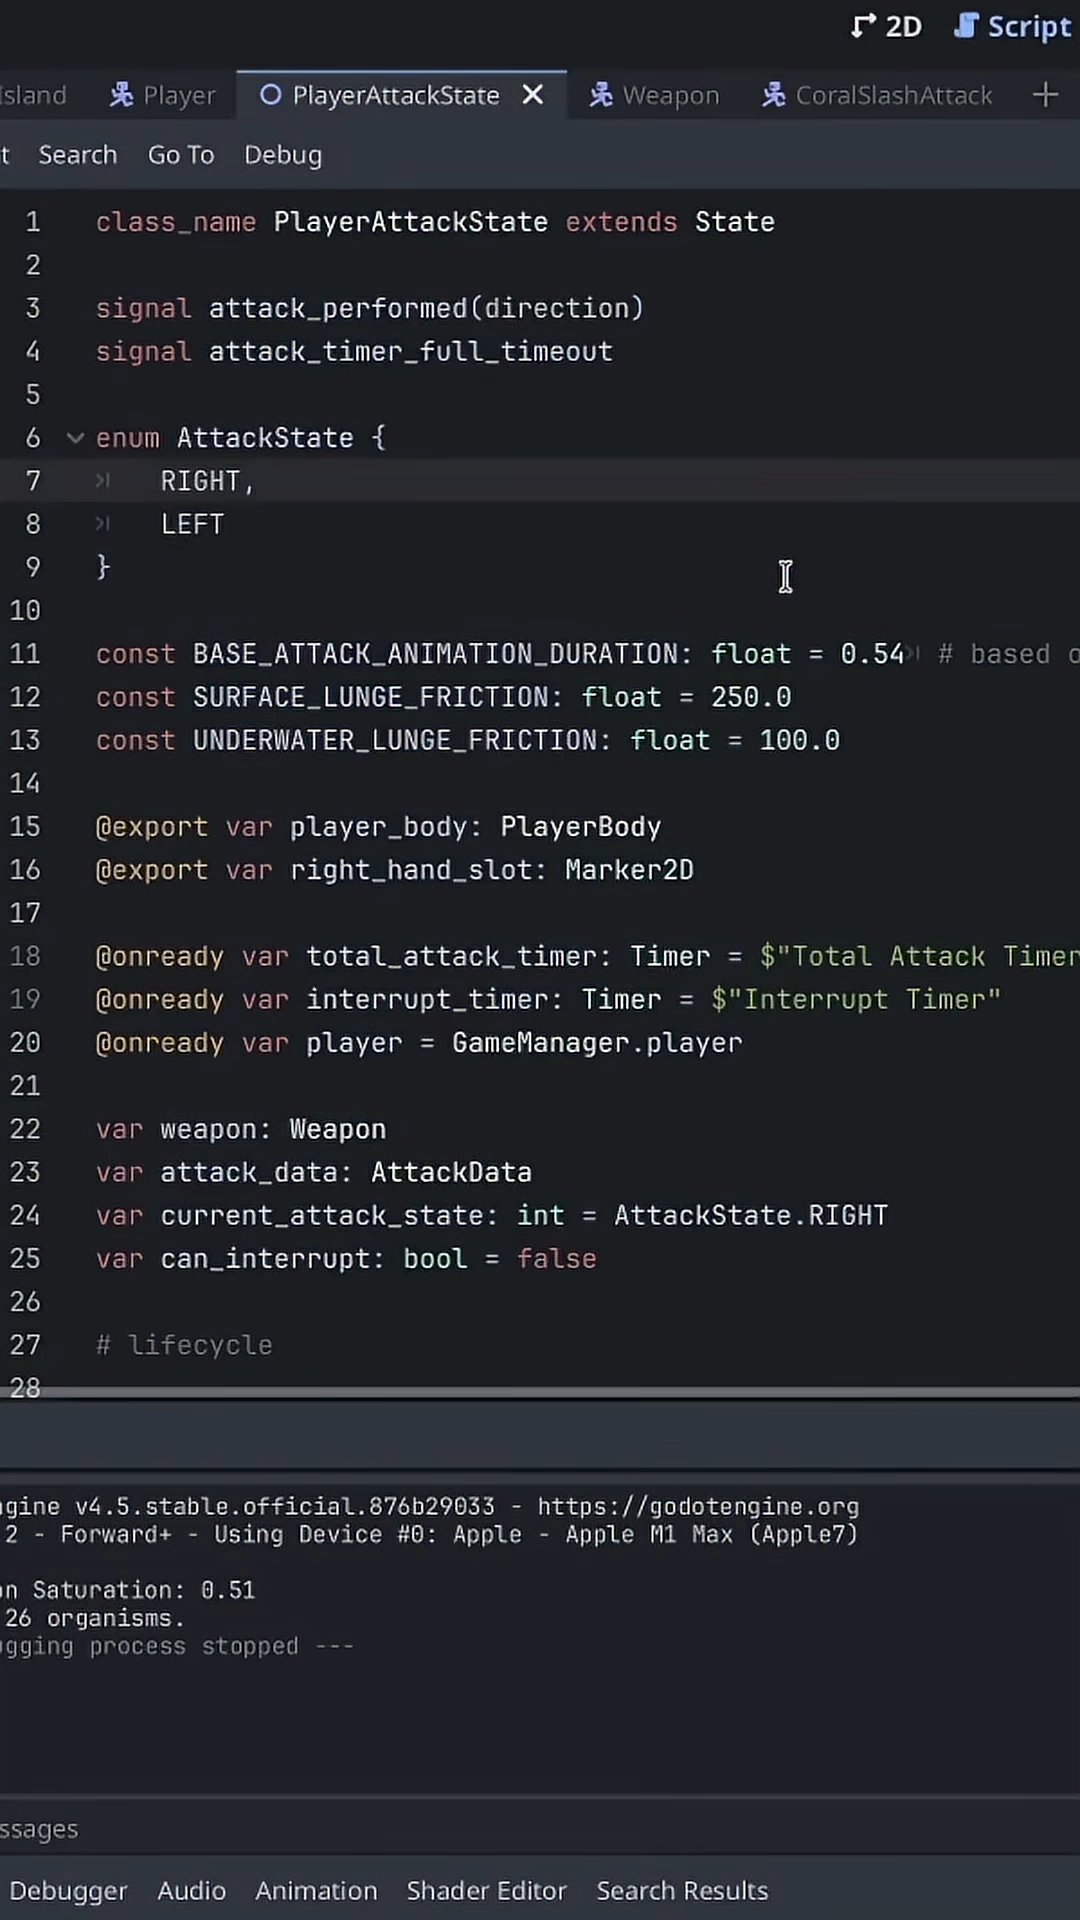 2D Script
Island Player PlayerAttackState Weapon CoralSlashAttack
Search Go To Debug
1 class_name PlayerAttackState extends State
2
3 signal attack_performed(direction)
4 signal attack_timer_full_timeout
5
6 enum AttackState {
7 RIGHT,
8 LEFT
9 }
10
11 const BASE_ATTACK_ANIMATION_DURATION: float = 0.54 # based
12 const SURFACE_LUNGE_FRICTION: float = 250.0
13 const UNDERWATER_LUNGE_FRICTION: float = 100.0
14
15 @export var player_body: PlayerBody
16 @export var right_hand_slot: Marker2D
17
18 @onready var total_attack_timer: Timer = $"Total Attack Timer
19 @onready var interrupt_timer: Timer = $"Interrupt Timer"
20 @onready var player = GameManager.player
21
22 var weapon: Weapon
23 var attack_data: AttackData
24 var current_attack_state: int = AttackState.RIGHT
25 var can_interrupt: bool = false
26
27 # lifecycle
28
ngine v4.5.stable.official.876b29033 - https://godotengine.org
2 - Forward+ - Using Device #0: Apple - Apple M1 Max (Apple7)
n Saturation: 0.51
26 organisms.
ugging process stopped ---
ssages
Debugger Audio Animation Shader Editor Search Results